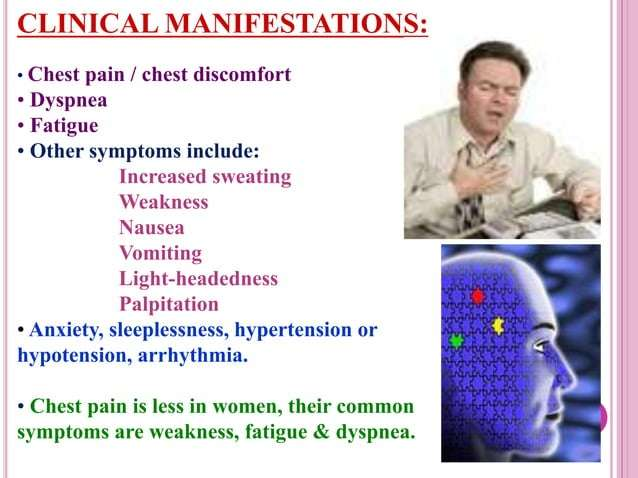 CLINICAL MANIFESTATIONS:
• Chest pain / chest discomfort
• Dyspnea
• Fatigue
• Other symptoms include:
Increased sweating
Weakness
Nausea
Vomiting
Light-headedness
Palpitation
• Anxiety, sleeplessness, hypertension or
hypotension, arrhythmia.
• Chest pain is less in women, their common
symptoms are weakness, fatigue & dyspnea.